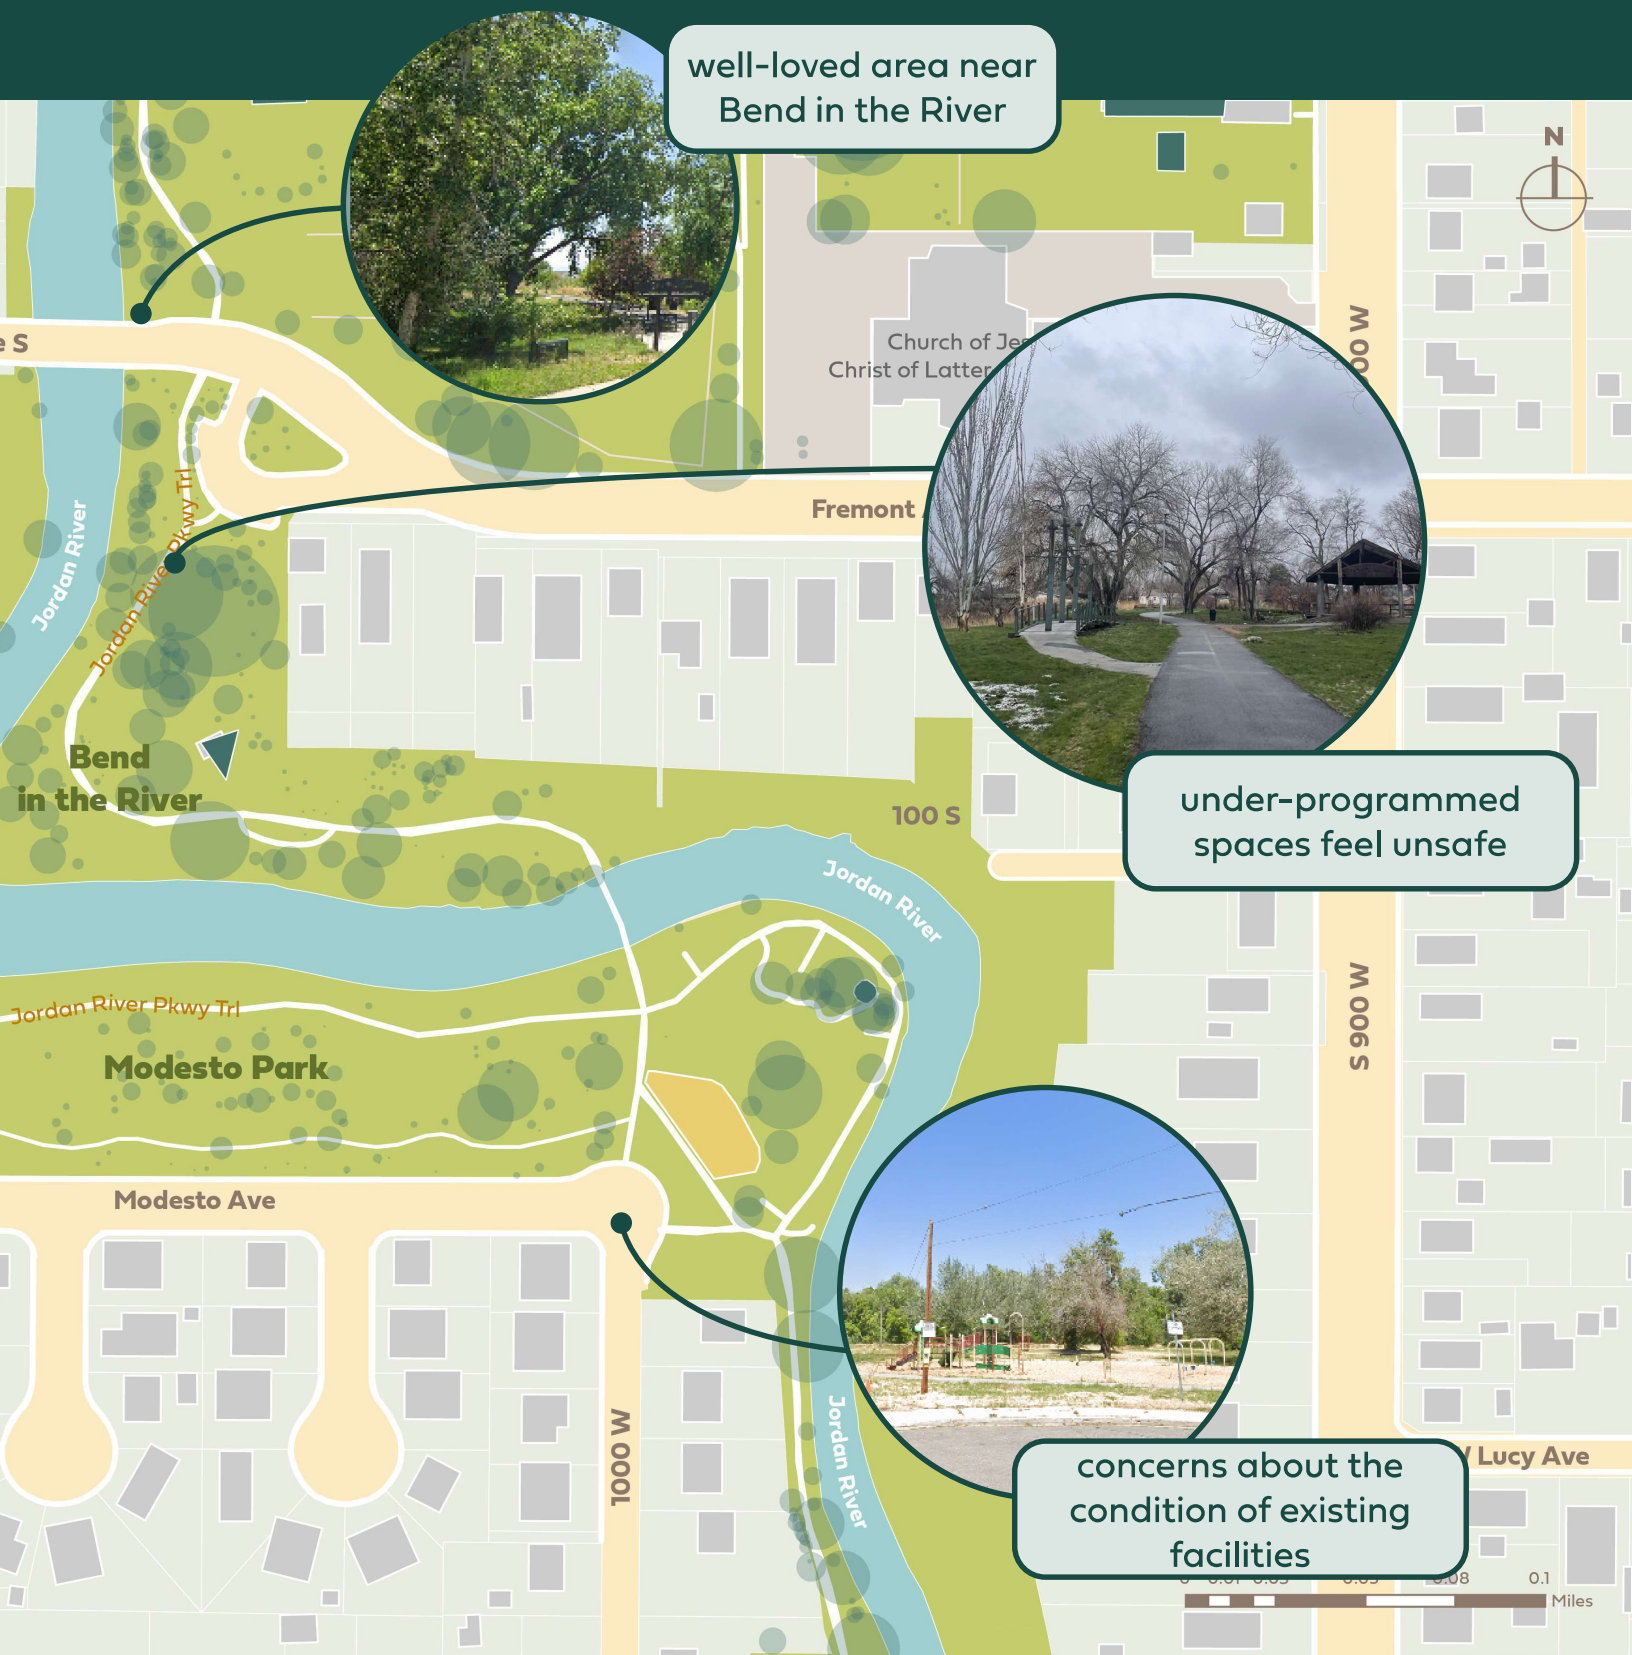 well-loved area near
Bend in the River
N
e S
Church of Je
Christ of Latter
00 W
Jordan River
Jordan River Pkwy Trl
Fremont
Bend
in the River
100 S
under-programmed
spaces feel unsafe
Jordan River
S 900 W
Jordan River Pkwy Trl
Modesto Park
Modesto Ave
1000 W
Jordan River
Lucy Ave
concerns about the
condition of existing
facilities
0.08 0.1
Miles